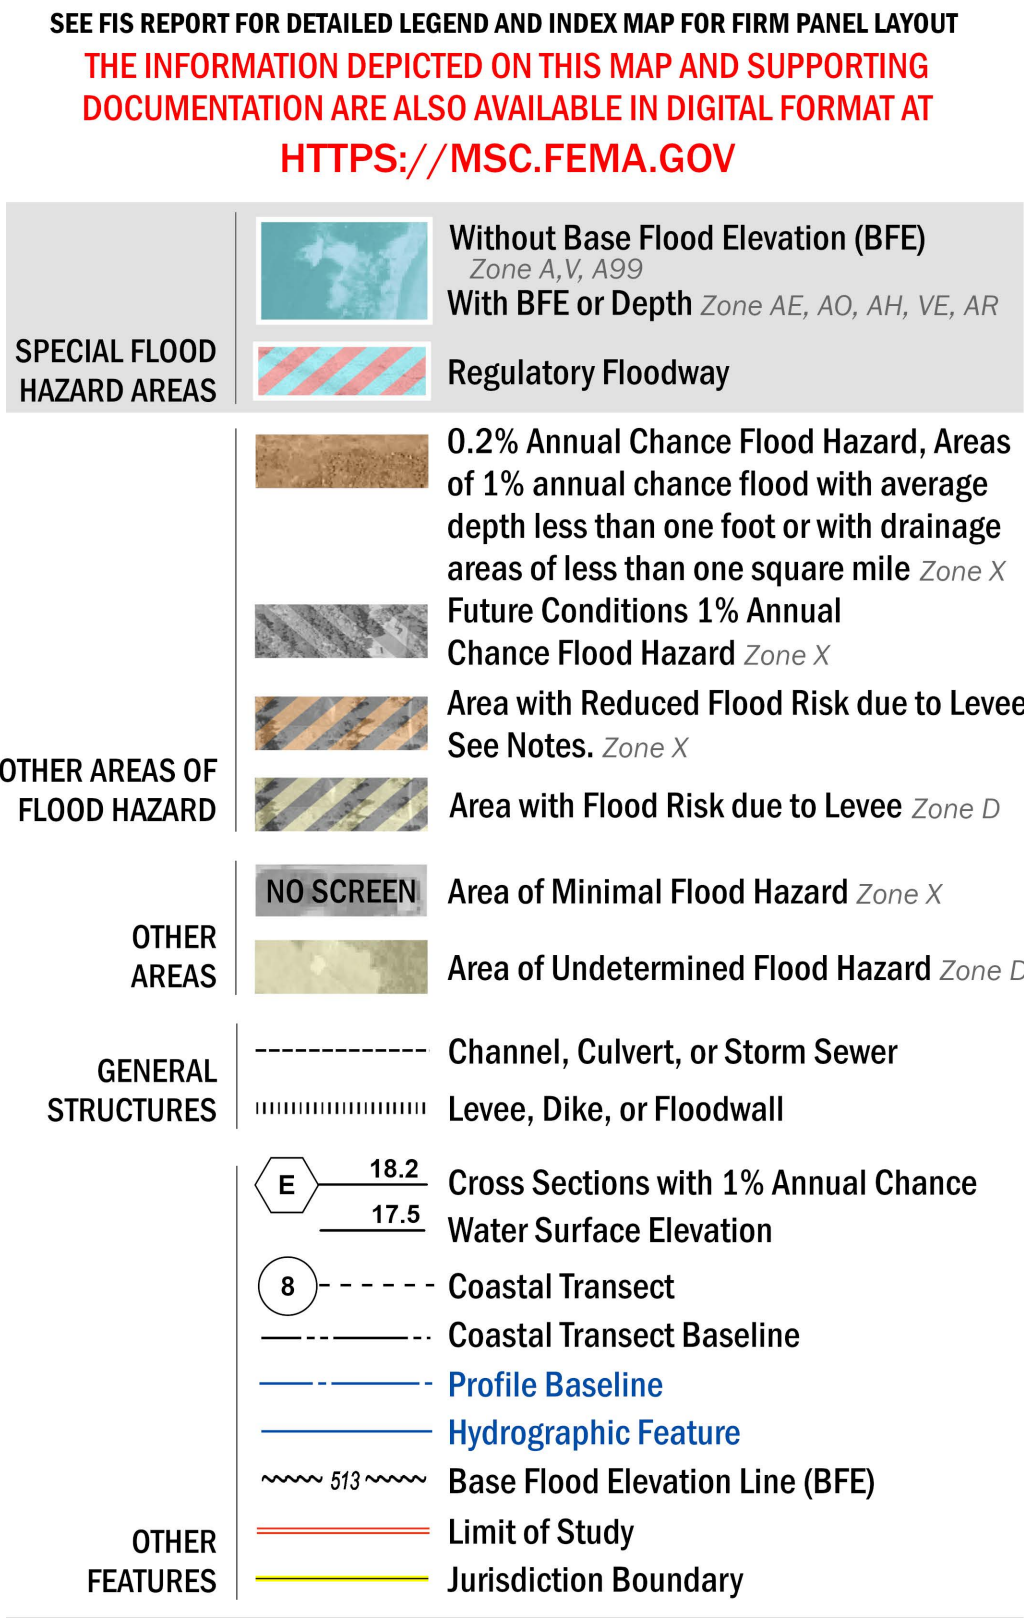 SEE FIS REPORT FOR DETAILED LEGEND AND INDEX MAP FOR FIRM PANEL LAYOUT
THE INFORMATION DEPICTED ON THIS MAP AND SUPPORTING
DOCUMENTATION ARE ALSO AVAILABLE IN DIGITAL FORMAT AT
HTTPS://MSC.FEMA.GOV
SPECIAL FLOOD
HAZARD AREAS
Without Base Flood Elevation (BFE)
Zone A,V, A99
With BFE or Depth Zone AE, AO, AH, VE, AR
Regulatory Floodway
OTHER AREAS OF
FLOOD HAZARD
0.2% Annual Chance Flood Hazard, Areas
of 1% annual chance flood with average
depth less than one foot or with drainage
areas of less than one square mile Zone X
Future Conditions 1% Annual
Chance Flood Hazard Zone X
Area with Reduced Flood Risk due to Levee
See Notes. Zone X
Area with Flood Risk due to Levee Zone D
OTHER
AREAS
NO SCREEN Area of Minimal Flood Hazard Zone X
Area of Undetermined Flood Hazard Zone D
GENERAL
STRUCTURES
Channel, Culvert, or Storm Sewer
Levee, Dike, or Floodwall
OTHER
FEATURES
E 18.2 Cross Sections with 1% Annual Chance
17.5 Water Surface Elevation
8 Coastal Transect
Coastal Transect Baseline
Profile Baseline
Hydrographic Feature
513 Base Flood Elevation Line (BFE)
Limit of Study
Jurisdiction Boundary